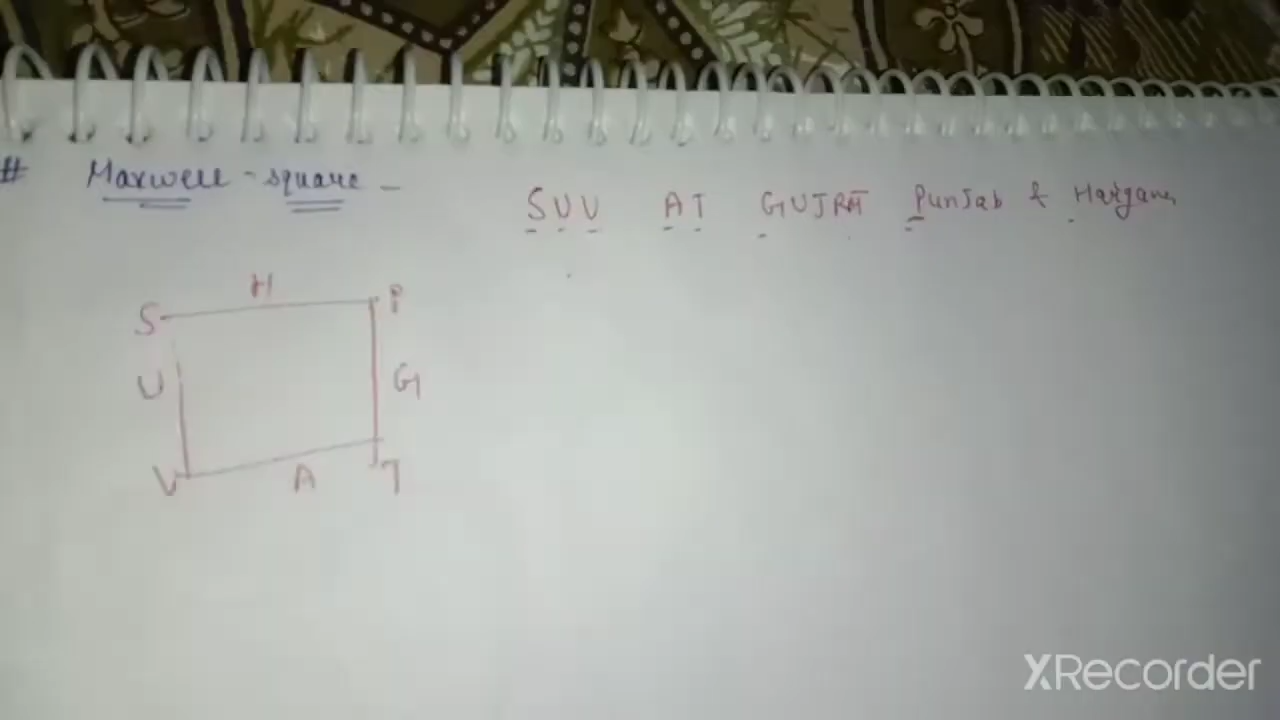 # Maxwell - square -
SUV AT GUJRAT Punjab & Haryana
H
S P
U G
V A T
XRecorder